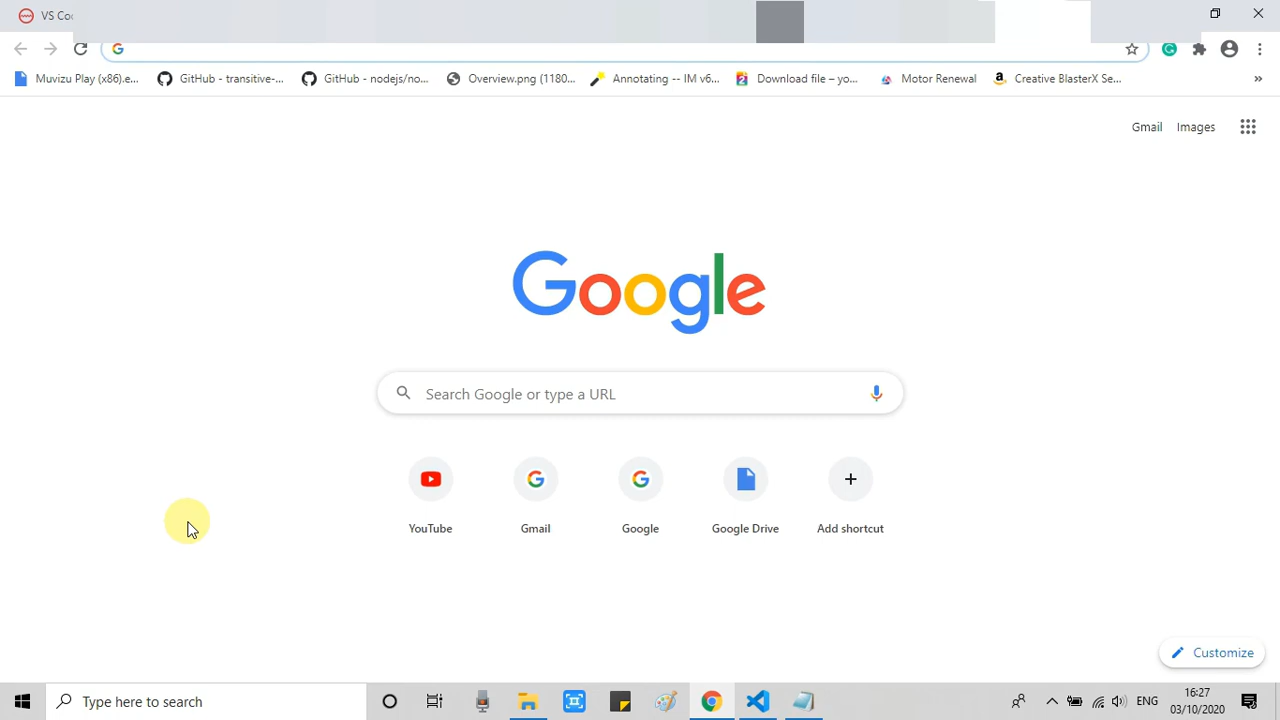 VS Co
Muvizu Play (x86).e... GitHub - transitive-... GitHub - nodejs/no... Overview.png (1180... Annotating -- IM v6... Download file – yo... Motor Renewal Creative BlasterX Se... »
Gmail Images
Google
Search Google or type a URL
YouTube Gmail Google Google Drive Add shortcut
Customize
Type here to search ENG 16:27
03/10/2020